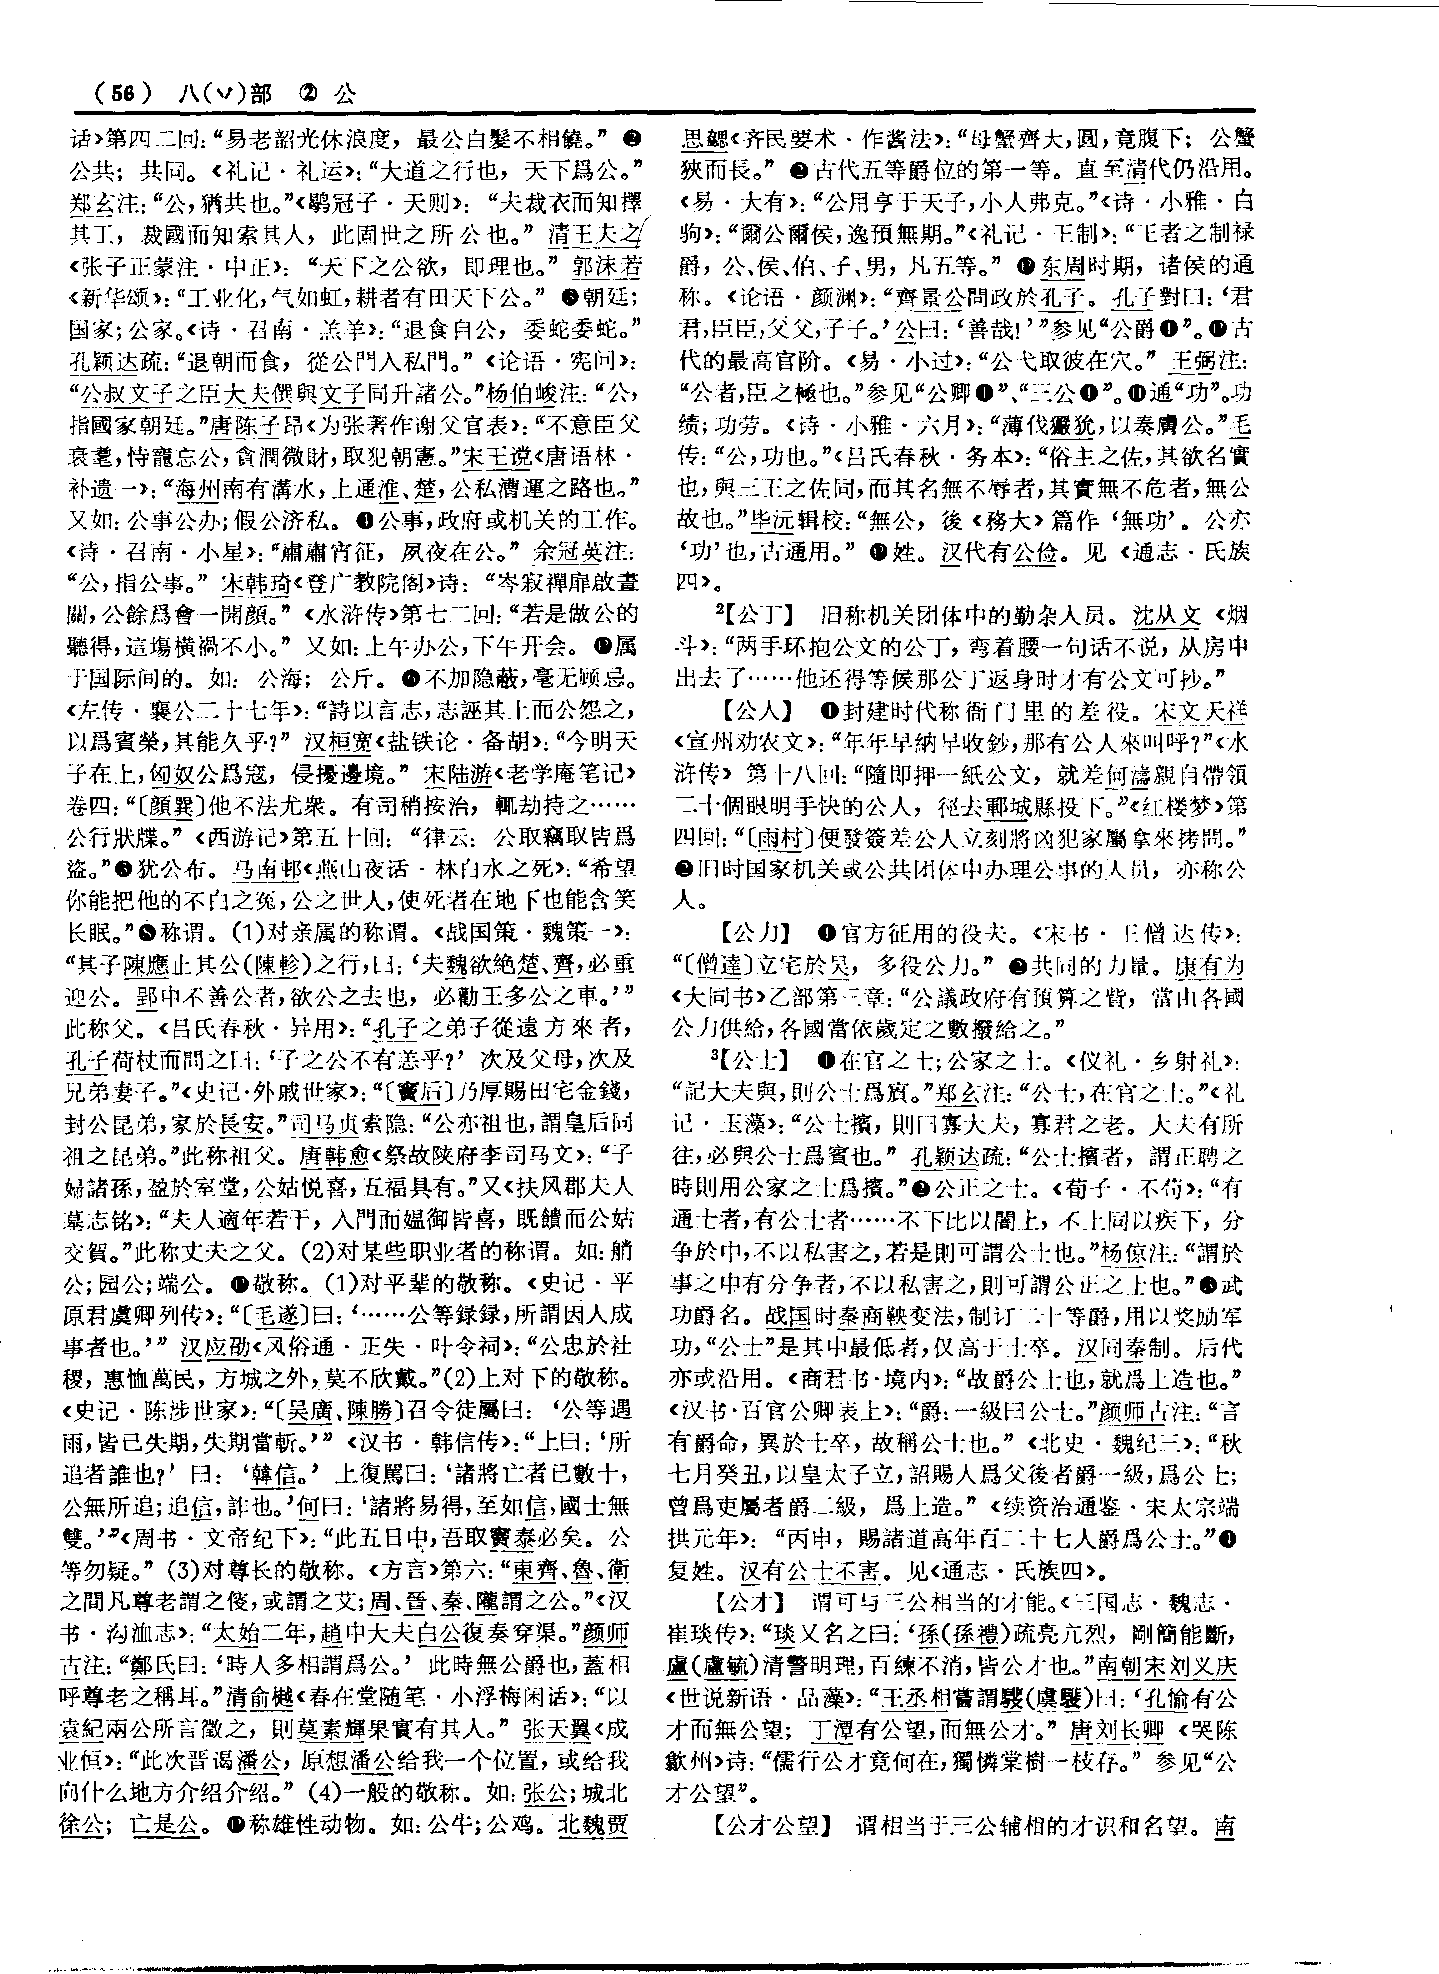 （56） 八（丷）部 ② 公
话》第四二回：“易老韶光休浪度，最公白髮不相饒。” ❷
公共；共同。《礼记·礼运》：“大道之行也，天下爲公。”
郑玄注：“公，猶共也。”《鹖冠子·天则》：“夫裁衣而知擇
其工，裁國而知索其人，此固世之所公也。” 清王夫之
《张子正蒙注·中正》：“天下之公欲，即理也。” 郭沫若
《新华颂》：“工业化，气如虹，耕者有田天下公。” ❸朝廷；
国家；公家。《诗·召南·羔羊》：“退食自公，委蛇委蛇。”
孔颖达疏：“退朝而食，從公門入私門。”《论语·宪问》：
“公叔文子之臣大夫僎與文子同升諸公。”杨伯峻注：“公，
指國家朝廷。”唐陈子昂《为张著作谢父官表》：“不意臣父
衰耄，恃寵忘公，貪潤微財，取犯朝憲。”宋王谠《唐语林·
补遗一》：“海州南有溝水，上通淮、楚，公私漕運之路也。”
又如：公事公办；假公济私。 ❹公事，政府或机关的工作。
《诗·召南·小星》：“肅肅宵征，夙夜在公。” 余冠英注：
“公，指公事。” 宋韩琦《登广教院阁》诗：“岑寂禪扉啟晝
關，公餘爲會一開顔。”《水浒传》第七二回：“若是做公的
聽得，這塲横禍不小。” 又如：上午办公，下午开会。 ❺属
于国际间的。如：公海；公斤。 ❻不加隐蔽，毫无顾忌。
《左传·襄公二十七年》：“詩以言志，志誣其上而公怨之，
以爲賓榮，其能久乎？” 汉桓宽《盐铁论·备胡》：“今明天
子在上，匈奴公爲寇，侵擾邊境。” 宋陆游《老学庵笔记》
卷四：“〔顔巽〕他不法尤衆。有司稍按治，輒劫持之……
公行狀牒。”《西游记》第五十回：“律云：公取竊取皆爲
盜。”❼犹公布。马南邨《燕山夜话·林白水之死》：“希望
你能把他的不白之冤，公之世人，使死者在地下也能含笑
长眠。”❽称谓。（1）对亲属的称谓。《战国策·魏策一》：
“其子陳應止其公（陳軫）之行，曰：‘夫魏欲絶楚、齊，必重
迎公。郢中不善公者，欲公之去也，必勸王多公之車。’”
此称父。《吕氏春秋·异用》：“孔子之弟子從遠方來者，
孔子荷杖而問之曰：‘子之公不有恙乎？’次及父母，次及
兄弟妻子。”《史记·外戚世家》：“〔竇后〕乃厚賜田宅金錢，
封公昆弟，家於長安。”司马贞索隐：“公亦祖也，謂皇后同
祖之昆弟。”此称祖父。唐韩愈《祭故陕府李司马文》：“子
婦諸孫，盈於室堂，公姑悦喜，五福具有。”又《扶风郡夫人
墓志铭》：“夫人適年若干，入門而媪御皆喜，既饋而公姑
交賀。”此称丈夫之父。（2）对某些职业者的称谓。如：艄
公；园公；端公。 ❾敬称。（1）对平辈的敬称。《史记·平
原君虞卿列传》：“〔毛遂〕曰：‘……公等録録，所謂因人成
事者也。’” 汉应劭《风俗通·正失·叶令祠》：“公忠於社
稷，惠恤萬民，方城之外，莫不欣戴。”（2）上对下的敬称。
《史记·陈涉世家》：“〔吴廣、陳勝〕召令徒屬曰：‘公等遇
雨，皆已失期，失期當斬。’”《汉书·韩信传》：“上曰：‘所
追者誰也？’曰：‘韓信。’上復駡曰：‘諸將亡者已數十，
公無所追；追信，詐也。’何曰：‘諸將易得，至如信，國士無
雙。’”《周书·文帝纪下》：“此五日中，吾取竇泰必矣。公
等勿疑。”（3）对尊长的敬称。《方言》第六：“東齊、魯、衛
之間凡尊老謂之傁，或謂之艾；周、晋、秦、隴謂之公。”《汉
书·沟洫志》：“太始二年，趙中大夫白公復奏穿渠。”颜师
古注：“鄭氏曰：‘時人多相謂爲公。’此時無公爵也，蓋相
呼尊老之稱耳。”清俞樾《春在堂随笔·小浮梅闲话》：“以
袁紀兩公所言徵之，則莫素輝果實有其人。” 张天翼《成
业恒》：“此次晋谒潘公，原想潘公给我一个位置，或给我
向什么地方介绍介绍。”（4）一般的敬称。如：张公；城北
徐公；亡是公。 ❿称雄性动物。如：公牛；公鸡。北魏贾
思勰《齐民要术·作酱法》：“母蟹齊大，圓，竟腹下；公蟹
狹而長。” ⓫古代五等爵位的第一等。直至清代仍沿用。
《易·大有》：“公用亨于天子，小人弗克。”《诗·小雅·白
驹》：“爾公爾侯，逸預無期。”《礼记·王制》：“王者之制禄
爵，公、侯、伯、子、男，凡五等。” ⓬东周时期，诸侯的通
称。《论语·颜渊》：“齊景公問政於孔子。孔子對曰：‘君
君，臣臣，父父，子子。’公曰：‘善哉！’”参见“公爵❶”。⓭古
代的最高官阶。《易·小过》：“公弋取彼在穴。” 王弼注：
“公者，臣之極也。”参见“公卿❶”、“三公❶”。⓮通“功”。功
绩；功劳。《诗·小雅·六月》：“薄伐玁狁，以奏膚公。”毛
传：“公，功也。”《吕氏春秋·务本》：“俗主之佐，其欲名實
也，與三王之佐同，而其名無不辱者，其實無不危者，無公
故也。”毕沅辑校：“無公，後《務大》篇作‘無功’。公亦
‘功’也，古通用。” ⓯姓。汉代有公俭。见《通志·氏族
四》。
²【公丁】 旧称机关团体中的勤杂人员。沈从文《烟
斗》：“两手环抱公文的公丁，弯着腰一句话不说，从房中
出去了……他还得等候那公丁返身时才有公文可抄。”
【公人】 ❶封建时代称衙门里的差役。宋文天祥
《宣州劝农文》：“年年早納早收鈔，那有公人來叫呼？”《水
浒传》第十八回：“隨即押一紙公文，就差何濤親自帶領
二十個眼明手快的公人，徑去鄆城縣投下。”《红楼梦》第
四回：“〔雨村〕便發簽差公人立刻將凶犯家屬拿來拷問。”
❷旧时国家机关或公共团体中办理公事的人员，亦称公
人。
【公力】 ❶官方征用的役夫。《宋书·王僧达传》：
“〔僧達〕立宅於吴，多役公力。” ❷共同的力量。康有为
《大同书》乙部第三章：“公議政府有預算之費，當由各國
公力供給，各國當依歲定之數撥給之。”
³【公士】 ❶在官之士；公家之士。《仪礼·乡射礼》：
“記大夫與，則公士爲賓。”郑玄注：“公士，在官之士。”《礼
记·玉藻》：“公士擯，則曰寡大夫，寡君之老。大夫有所
往，必與公士爲賓也。” 孔颖达疏：“公士擯者，謂正聘之
時則用公家之士爲擯。”❷公正之士。《荀子·不苟》：“有
通士者，有公士者……不下比以闇上，不上同以疾下，分
争於中，不以私害之，若是則可謂公士也。”杨倞注：“謂於
事之中有分争者，不以私害之，則可謂公正之士也。”❸武
功爵名。战国时秦商鞅变法，制订二十等爵，用以奖励军
功，“公士”是其中最低者，仅高于士卒。汉同秦制。后代
亦或沿用。《商君书·境内》：“故爵公士也，就爲上造也。”
《汉书·百官公卿表上》：“爵：一級曰公士。”颜师古注：“言
有爵命，異於士卒，故稱公士也。”《北史·魏纪三》：“秋
七月癸丑，以皇太子立，詔賜人爲父後者爵一級，爲公士；
曾爲吏屬者爵二級，爲上造。”《续资治通鉴·宋太宗端
拱元年》：“丙申，賜諸道高年百二十七人爵爲公士。”❹
复姓。汉有公士不害。见《通志·氏族四》。
【公才】 谓可与三公相当的才能。《三国志·魏志·
崔琰传》：“琰又名之曰：‘孫（孫禮）疏亮亢烈，剛簡能斷，
盧（盧毓）清警明理，百練不消，皆公才也。”南朝宋刘义庆
《世说新语·品藻》：“王丞相嘗謂騣（虞騣）曰：‘孔愉有公
才而無公望；丁潭有公望，而無公才。” 唐刘长卿《哭陈
歙州》诗：“儒行公才竟何在，獨憐棠樹一枝存。” 参见“公
才公望”。
【公才公望】 谓相当于三公辅相的才识和名望。南